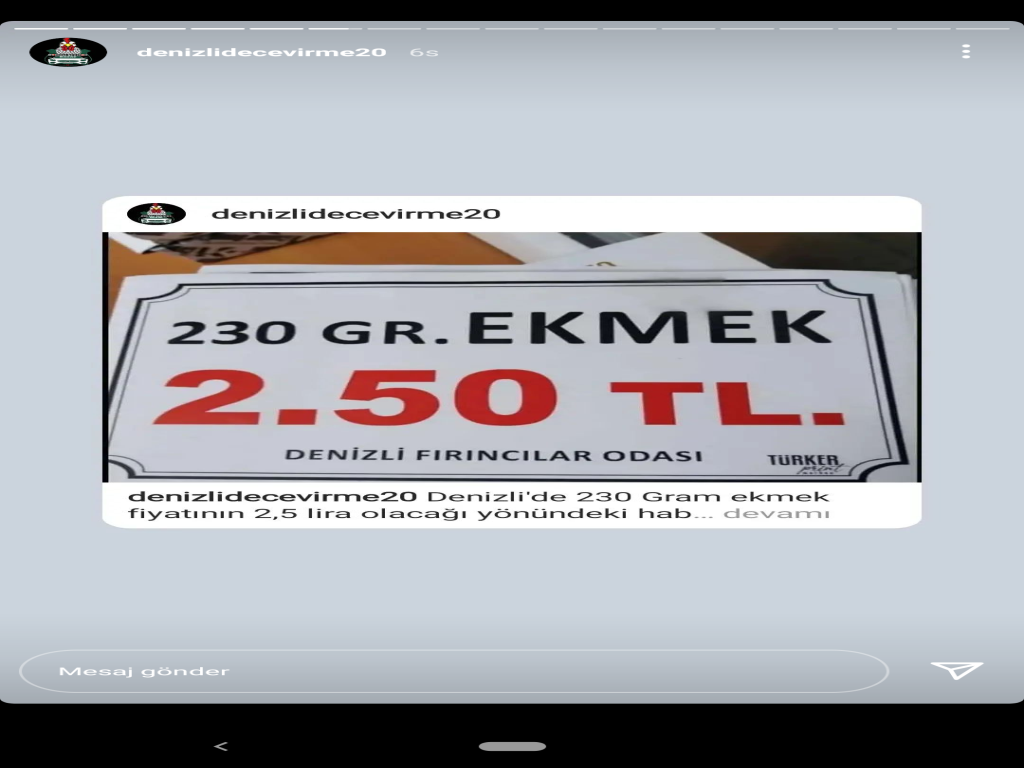 denizlidecevirme20 6s
denizlidecevirme20
230 GR. EKMEK
2.50 TL.
DENİZLİ FIRINCILAR ODASI
TÜRKER
print
denizlidecevirme20 Denizli'de 230 Gram ekmek
fiyatının 2,5 lira olacağı yönündeki hab... devamı
Mesaj gönder